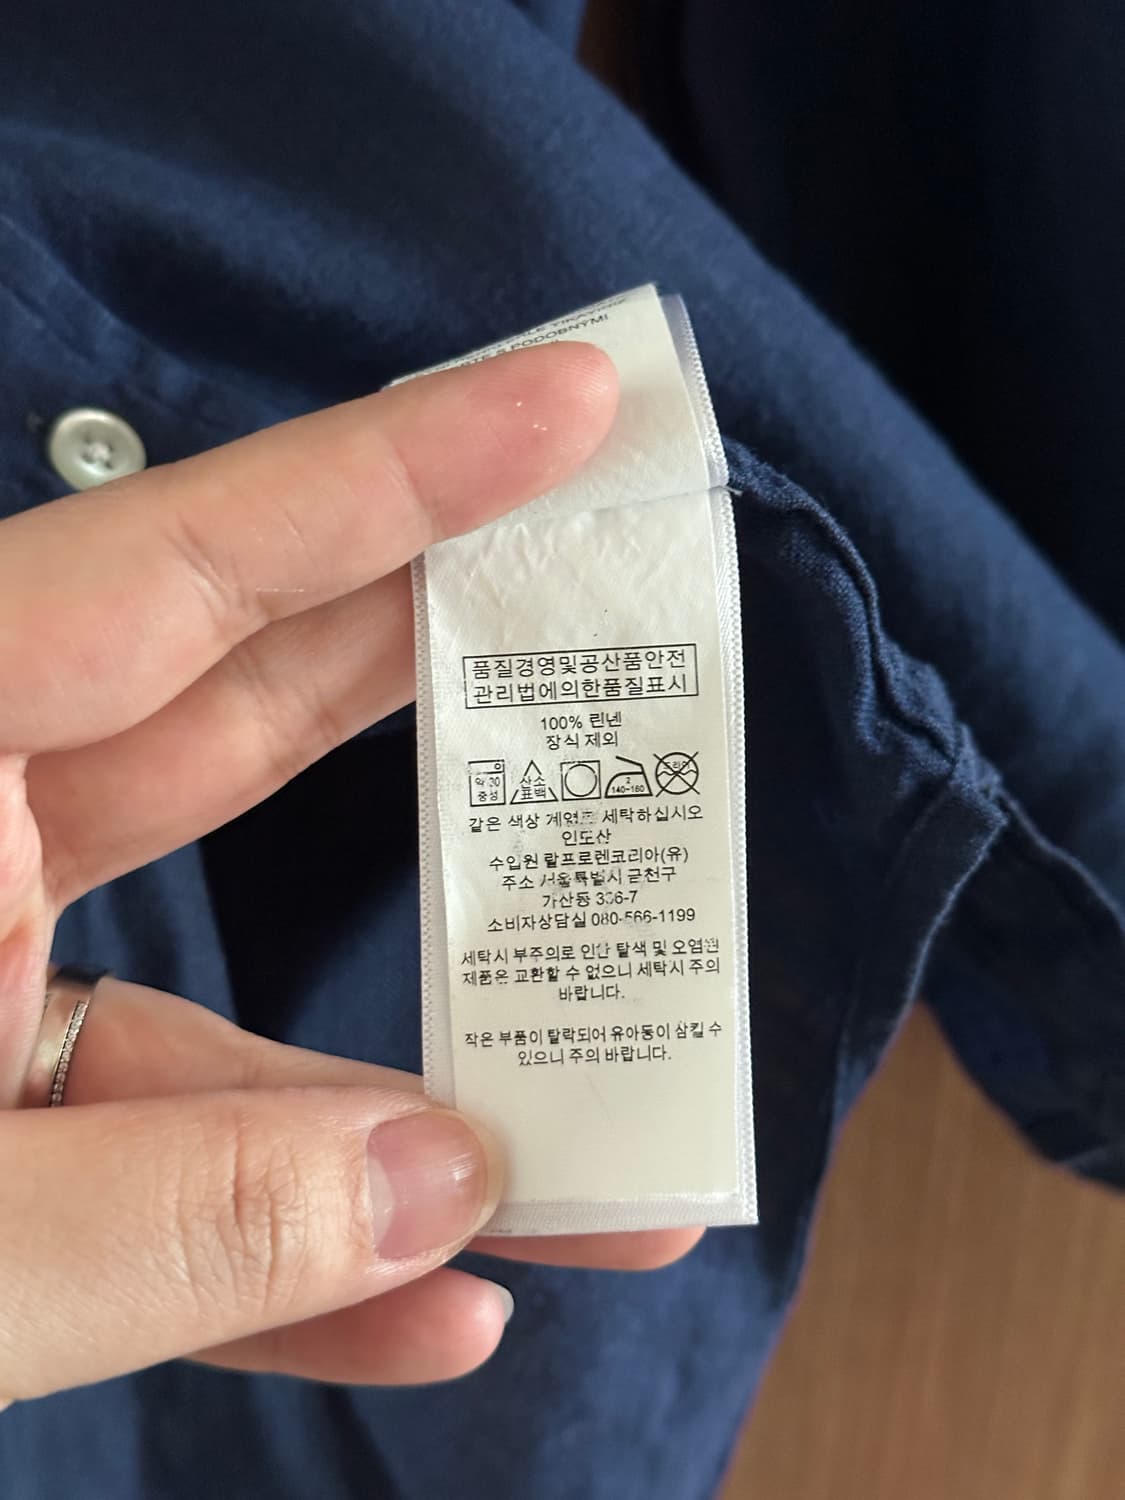 PODOBNYMI
품질경영및공산품안전
관리법에의한품질표시
100% 린넨
장식 제외
약 30
중성
산소
표백
2
140~160
드라이
같은 색상 계열로 세탁하십시오
인도산
수입원 랄프로렌코리아(유)
주소 서울특별시 금천구
가산동 336-7
소비자상담실 080-566-1199
세탁시 부주의로 인한 탈색 및 오염된
제품은 교환할 수 없으니 세탁시 주의
바랍니다.
작은 부품이 탈락되어 유아동이 삼킬 수
있으니 주의 바랍니다.